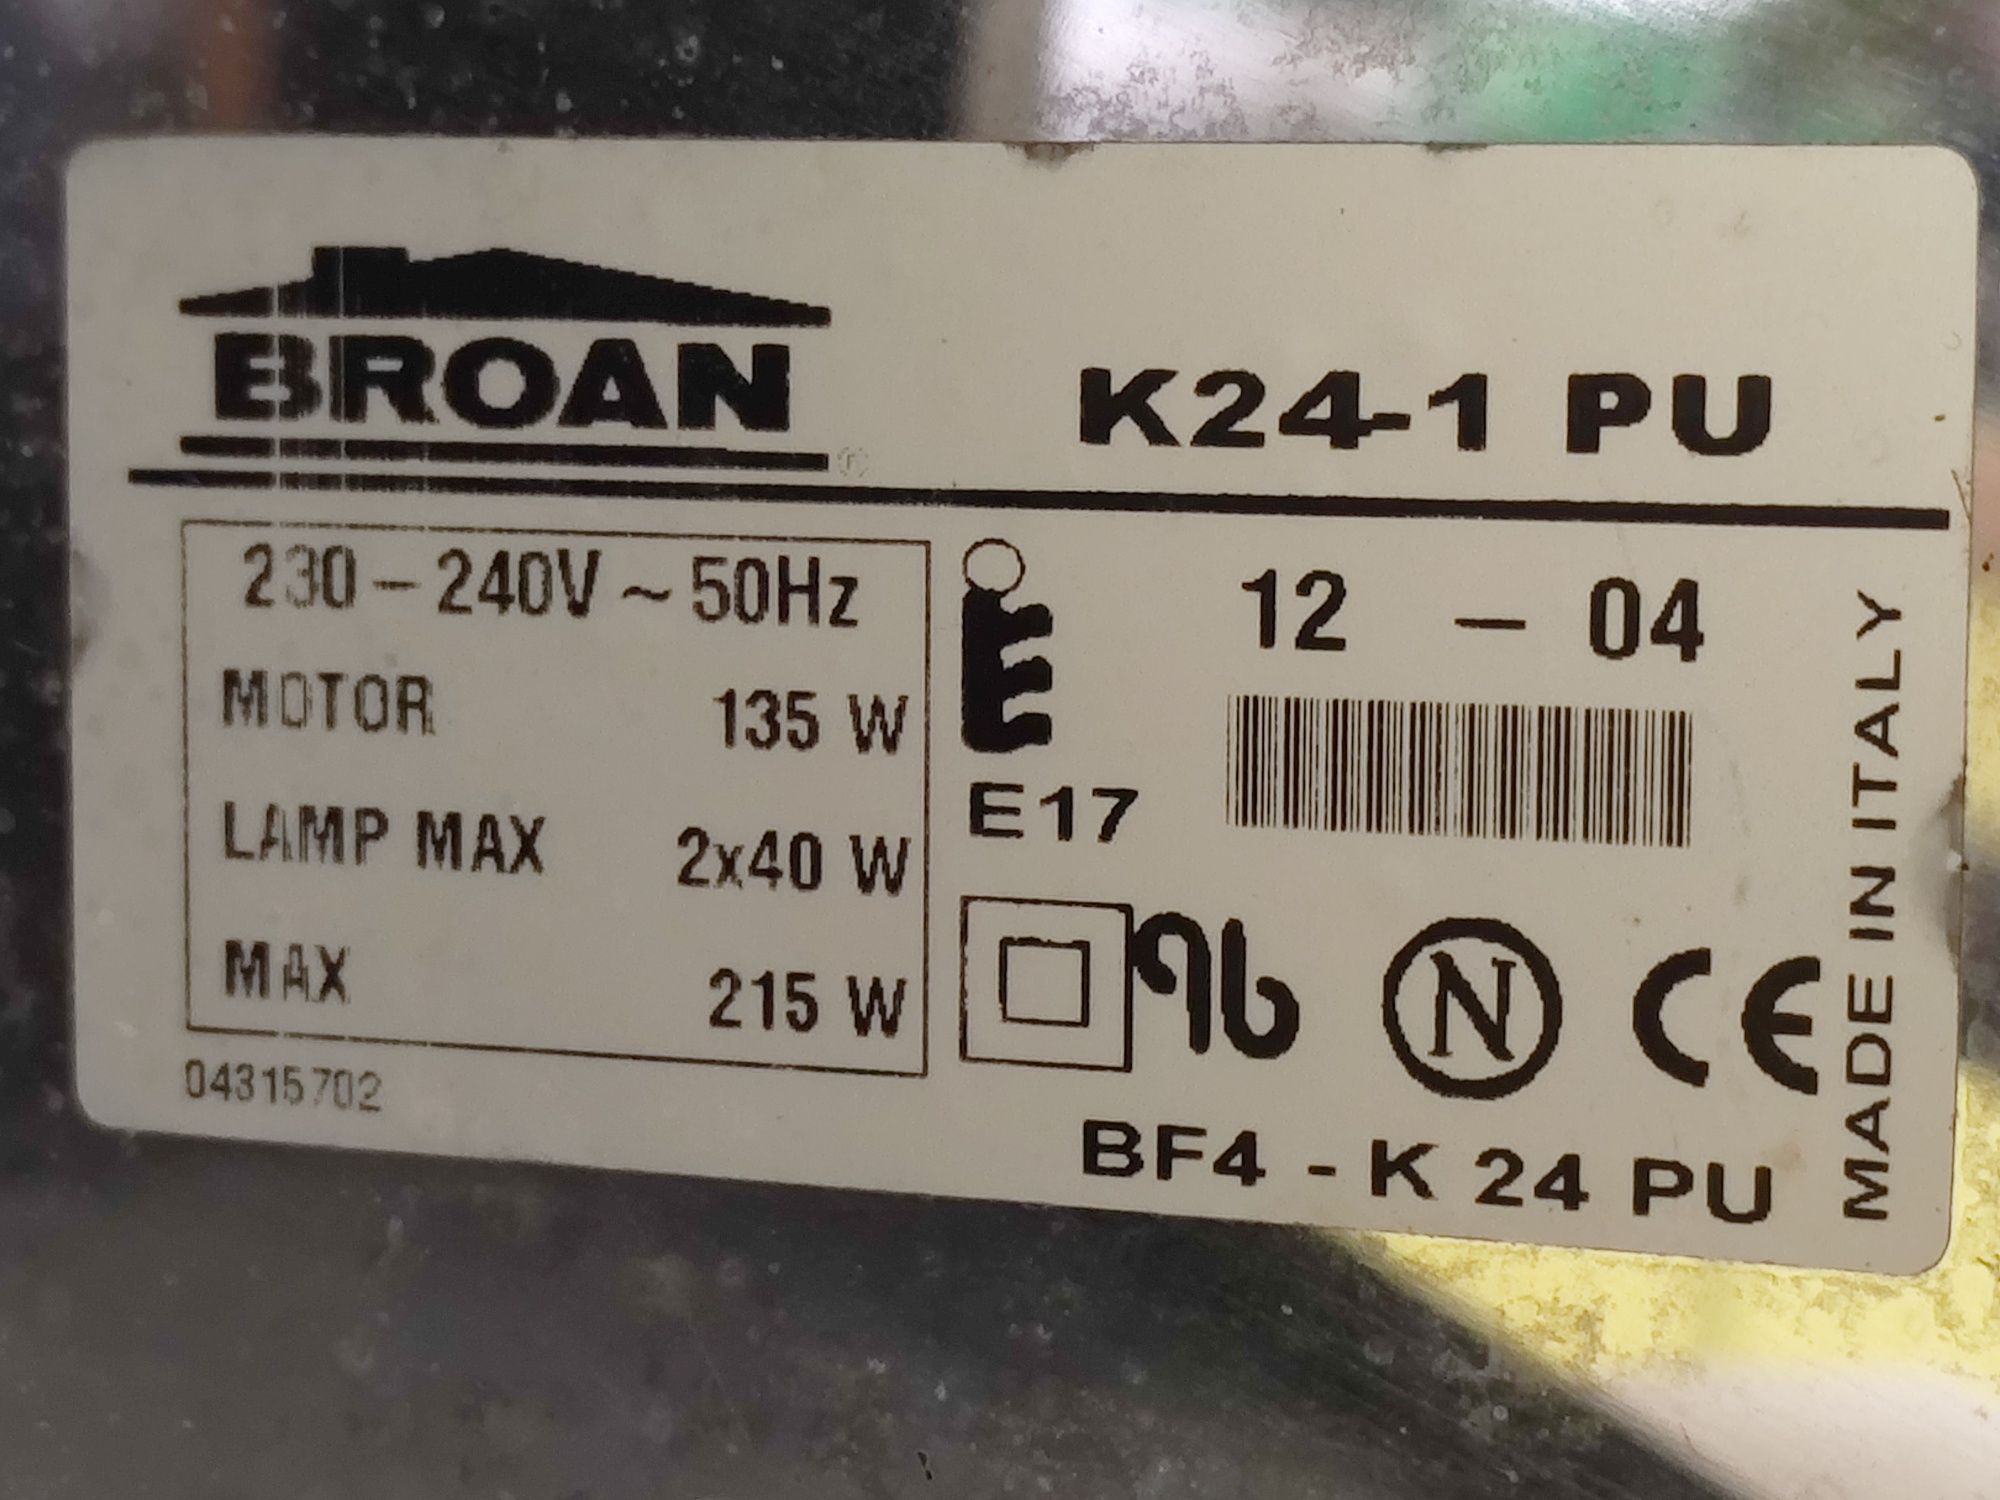 BROAN
K24-1 PU
230 - 240V ~ 50Hz
MOTOR 135 W
LAMP MAX 2x40 W
MAX 215 W
04315702
E17
12 - 04
N
CE
BF4 - K 24 PU
MADE IN ITALY